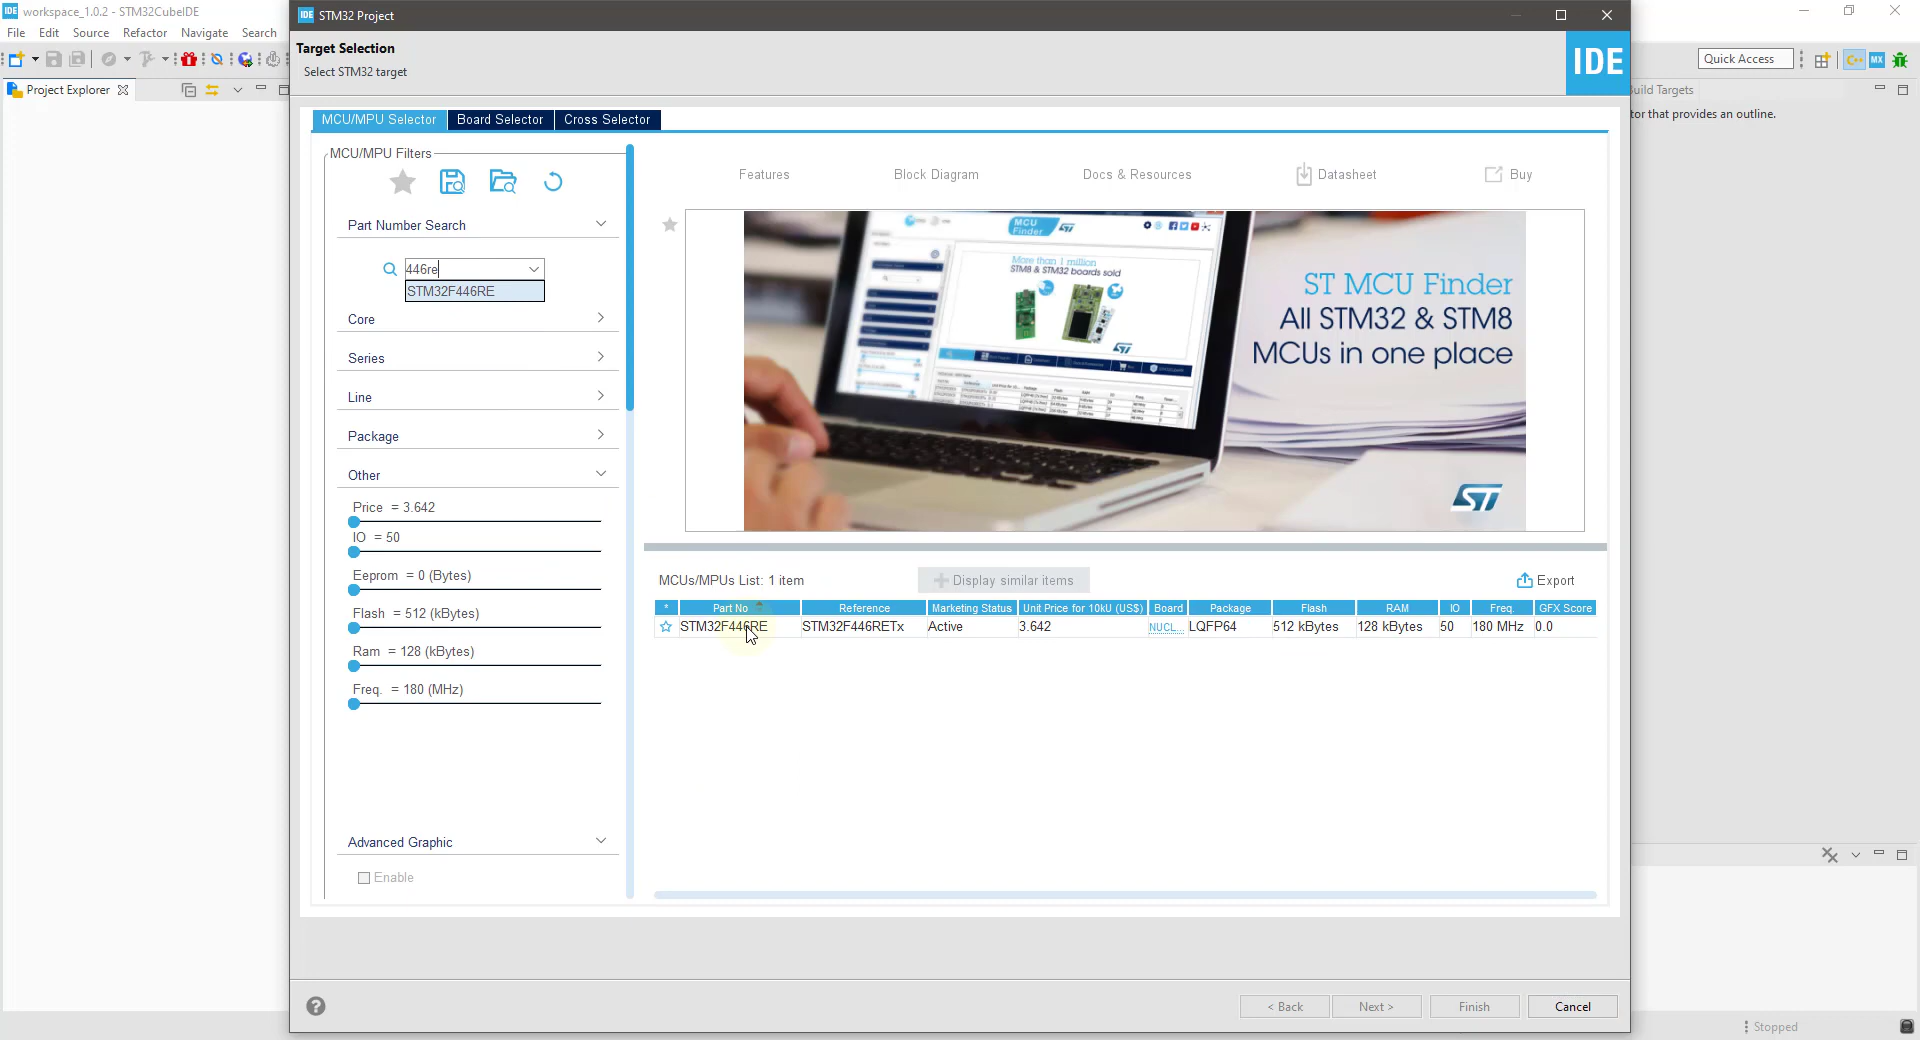 IDE workspace_1.0.2 - STM32CubeIDE
File Edit Source Refactor Navigate Search
Project Explorer
IDE STM32 Project
Target Selection
Select STM32 target
IDE
Quick Access
MX
Build Targets
tor that provides an outline.
MCU/MPU Selector Board Selector Cross Selector
MCU/MPU Filters
Part Number Search
446re
STM32F446RE
Core
Series
Line
Package
Other
Price = 3.642
IO = 50
Eeprom = 0 (Bytes)
Flash = 512 (kBytes)
Ram = 128 (kBytes)
Freq. = 180 (MHz)
Advanced Graphic
Enable
Features Block Diagram Docs & Resources Datasheet Buy
MCU
Finder
More than 1 million
STM8 & STM32 boards sold
ST MCU Finder
All STM32 & STM8
MCUs in one place
MCUs/MPUs List: 1 item
Display similar items
Export
* Part No Reference Marketing Status Unit Price for 10kU (US$) Board Package Flash RAM IO Freq. GFX Score
STM32F446RE STM32F446RETx Active 3.642 NUCL... LQFP64 512 kBytes 128 kBytes 50 180 MHz 0.0
? < Back Next > Finish Cancel
Stopped